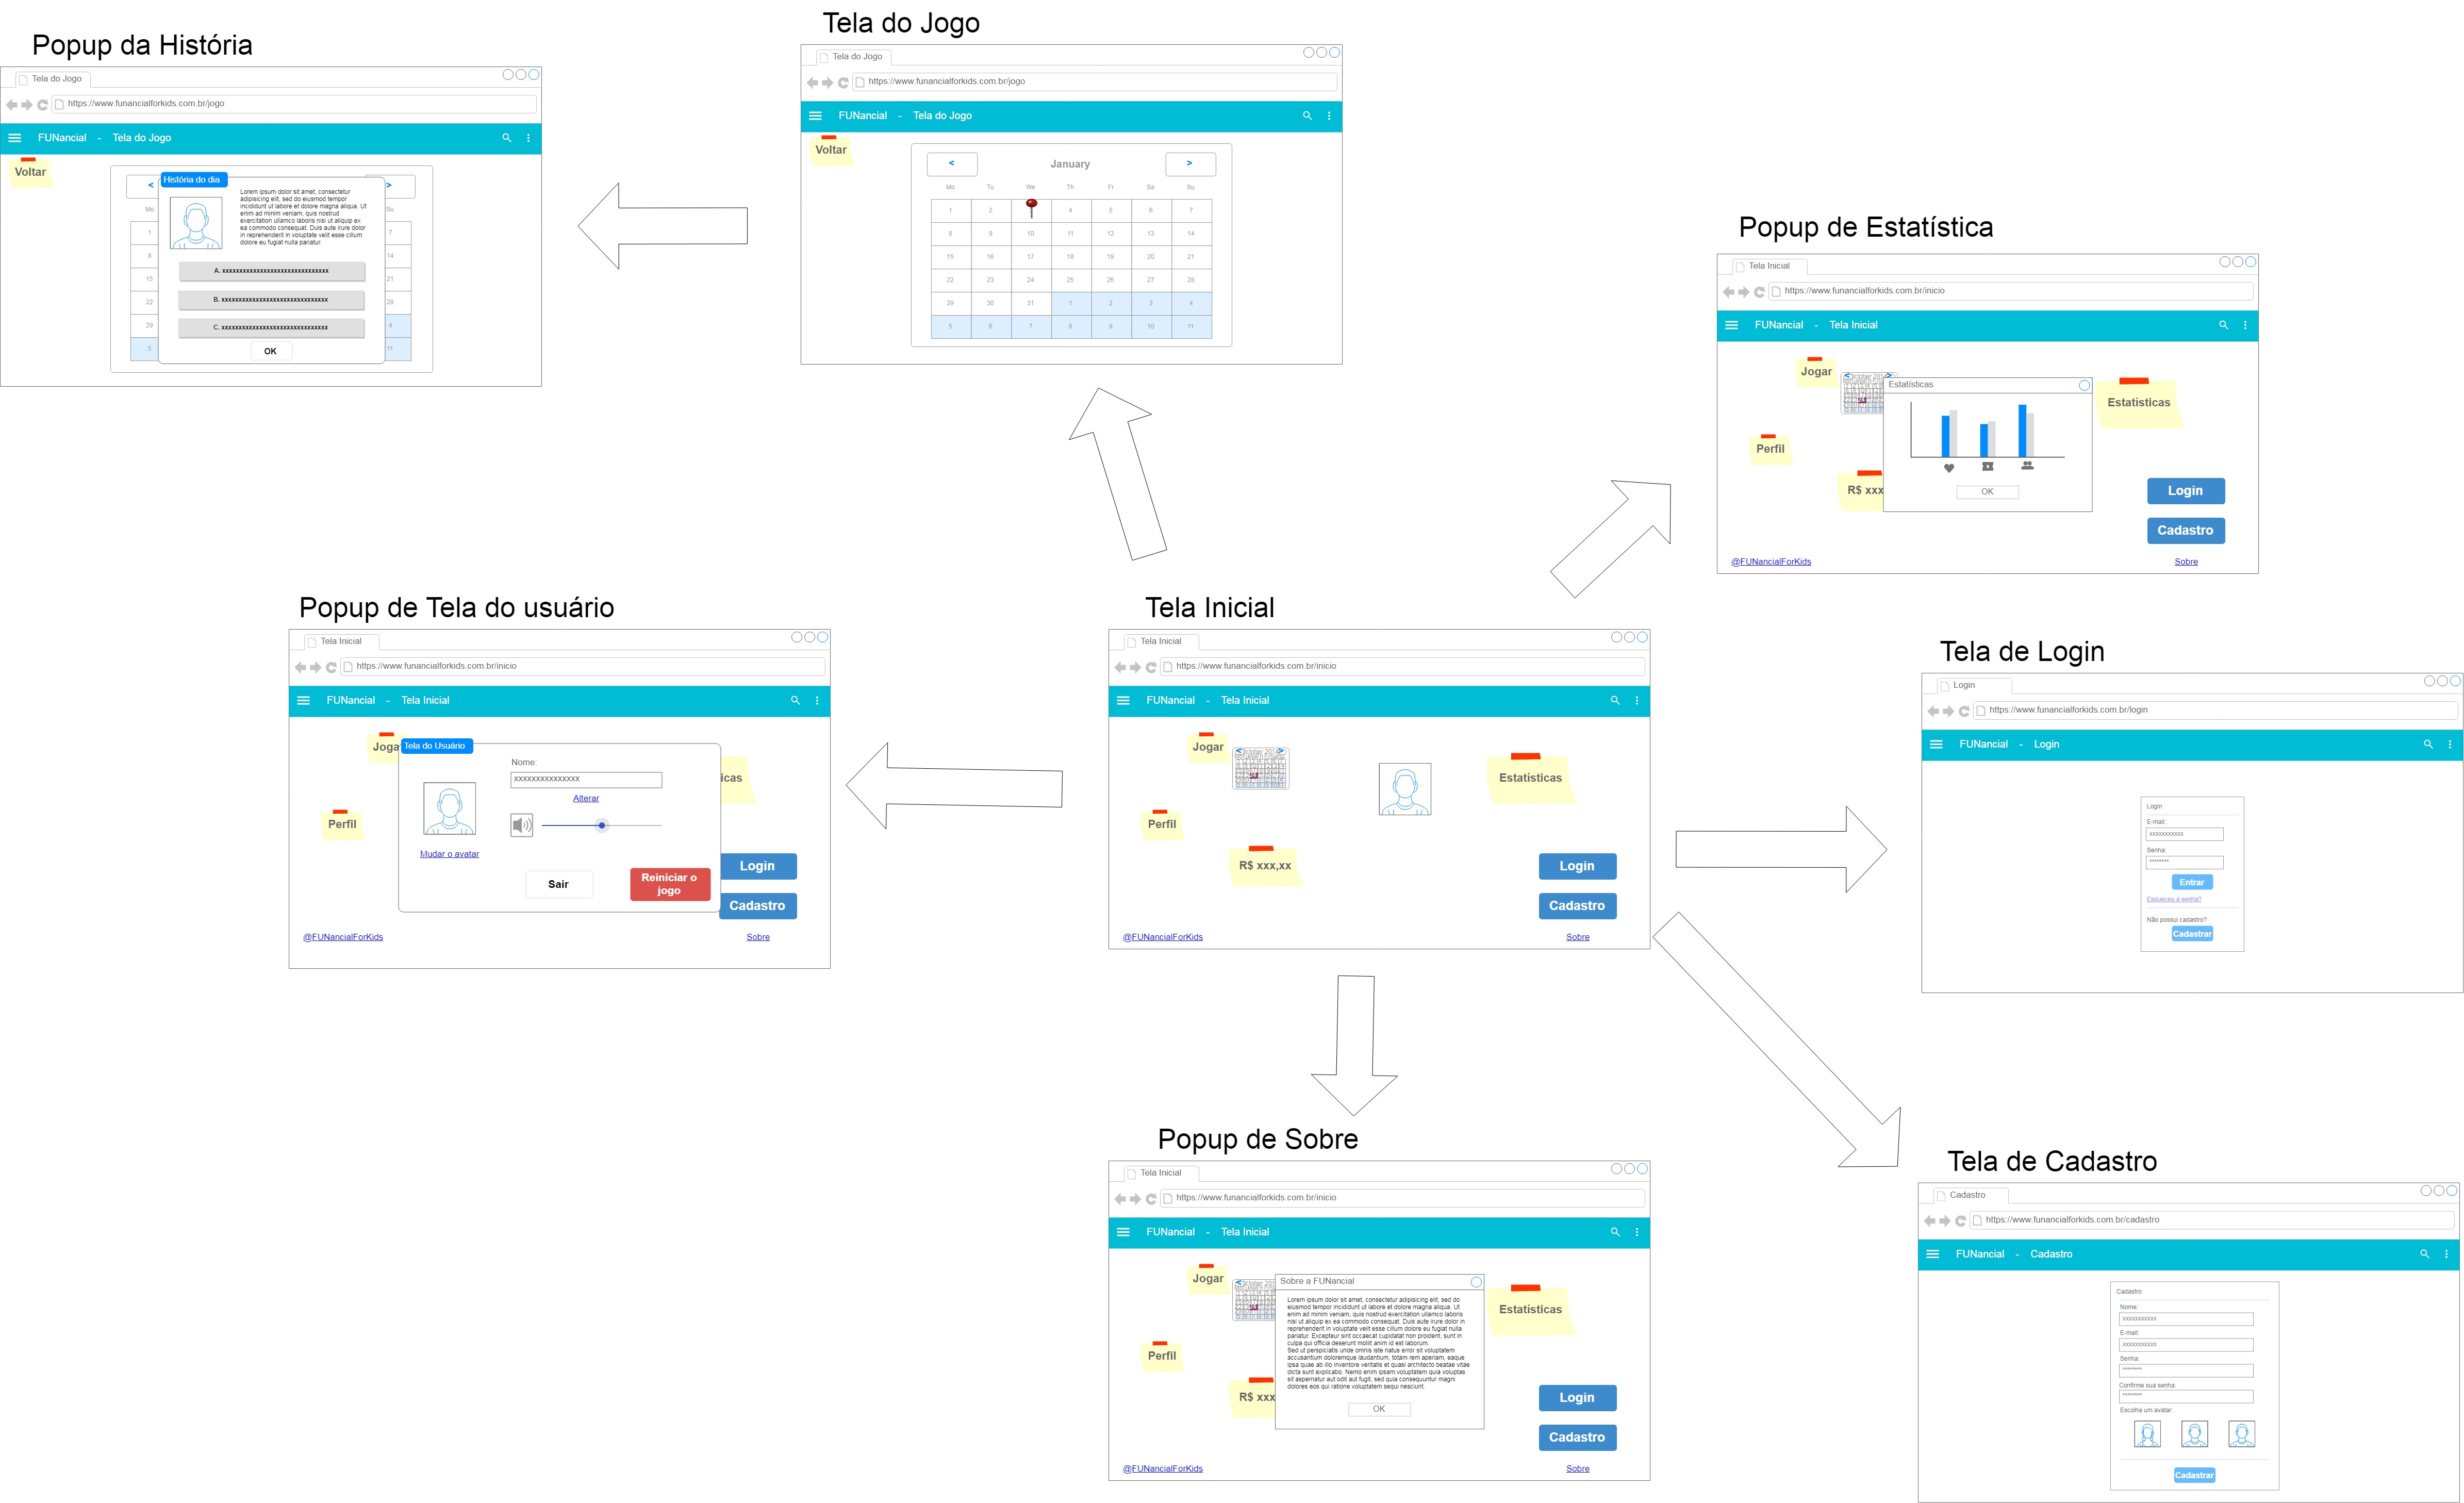 Tela do Jogo
Popup da História
Tela do Jogo
https://www.funancialforkids.com.br/jogo
FUNancial - Tela do Jogo
Voltar
< January >
Mo Tu We Th Fr Sa Su
1 2 4 5 6 7
8 9 10 11 12 13 14
15 16 17 18 19 20 21
22 23 24 25 26 27 28
29 30 31 1 2 3 4
5 6 7 8 9 10 11
Tela do Jogo
https://www.funancialforkids.com.br/jogo
FUNancial - Tela do Jogo
Voltar
< >
História do dia
Lorem ipsum dolor sit amet, consectetur
adipisicing elit, sed do eiusmod tempor
incididunt ut labore et dolore magna aliqua. Ut
enim ad minim veniam, quis nostrud
exercitation ullamco laboris nisi ut aliquip ex
ea commodo consequat. Duis aute irure dolor
in reprehenderit in voluptate velit esse cillum
dolore eu fugiat nulla pariatur.
Mo Su
1 7
8 14
15 21
22 28
29 4
5 11
A. xxxxxxxxxxxxxxxxxxxxxxxxxxxxxxx
B. xxxxxxxxxxxxxxxxxxxxxxxxxxxxxxx
C. xxxxxxxxxxxxxxxxxxxxxxxxxxxxxxx
OK
Popup de Estatística
Tela Inicial
https://www.funancialforkids.com.br/inicio
FUNancial - Tela Inicial
Jogar
Estatísticas
Estatísticas
Perfil
R$ xxx
OK
Login
Cadastro
@FUNancialForKids
Sobre
Popup de Tela do usuário
Tela Inicial
https://www.funancialforkids.com.br/inicio
FUNancial - Tela Inicial
Joga
Tela do Usuário
Nome:
xxxxxxxxxxxxxxx
Alterar
icas
Perfil
Mudar o avatar
Sair
Reiniciar o
jogo
Login
Cadastro
@FUNancialForKids
Sobre
Tela Inicial
Tela Inicial
https://www.funancialforkids.com.br/inicio
FUNancial - Tela Inicial
Jogar
Estatísticas
Perfil
R$ xxx,xx
Login
Cadastro
@FUNancialForKids
Sobre
Tela de Login
Login
https://www.funancialforkids.com.br/login
FUNancial - Login
Login
E-mail:
xxxxxxxxxxx
Senha:
********
Entrar
Esqueceu a senha?
Não possui cadastro?
Cadastrar
Popup de Sobre
Tela Inicial
https://www.funancialforkids.com.br/inicio
FUNancial - Tela Inicial
Jogar
Sobre a FUNancial
Lorem ipsum dolor sit amet, consectetur adipisicing elit, sed do
eiusmod tempor incididunt ut labore et dolore magna aliqua. Ut
enim ad minim veniam, quis nostrud exercitation ullamco laboris
nisi ut aliquip ex ea commodo consequat. Duis aute irure dolor in
reprehenderit in voluptate velit esse cillum dolore eu fugiat nulla
pariatur. Excepteur sint occaecat cupidatat non proident, sunt in
culpa qui officia deserunt mollit anim id est laborum.
Sed ut perspiciatis unde omnis iste natus error sit voluptatem
accusantium doloremque laudantium, totam rem aperiam, eaque
ipsa quae ab illo inventore veritatis et quasi architecto beatae vitae
dicta sunt explicabo. Nemo enim ipsam voluptatem quia voluptas
sit aspernatur aut odit aut fugit, sed quia consequuntur magni
dolores eos qui ratione voluptatem sequi nesciunt.
OK
Estatísticas
Perfil
R$ xxx
Login
Cadastro
@FUNancialForKids
Sobre
Tela de Cadastro
Cadastro
https://www.funancialforkids.com.br/cadastro
FUNancial - Cadastro
Cadastro
Nome:
xxxxxxxxxxx
E-mail:
xxxxxxxxxxx
Senha:
********
Confirme sua senha:
********
Escolha um avatar:
Cadastrar